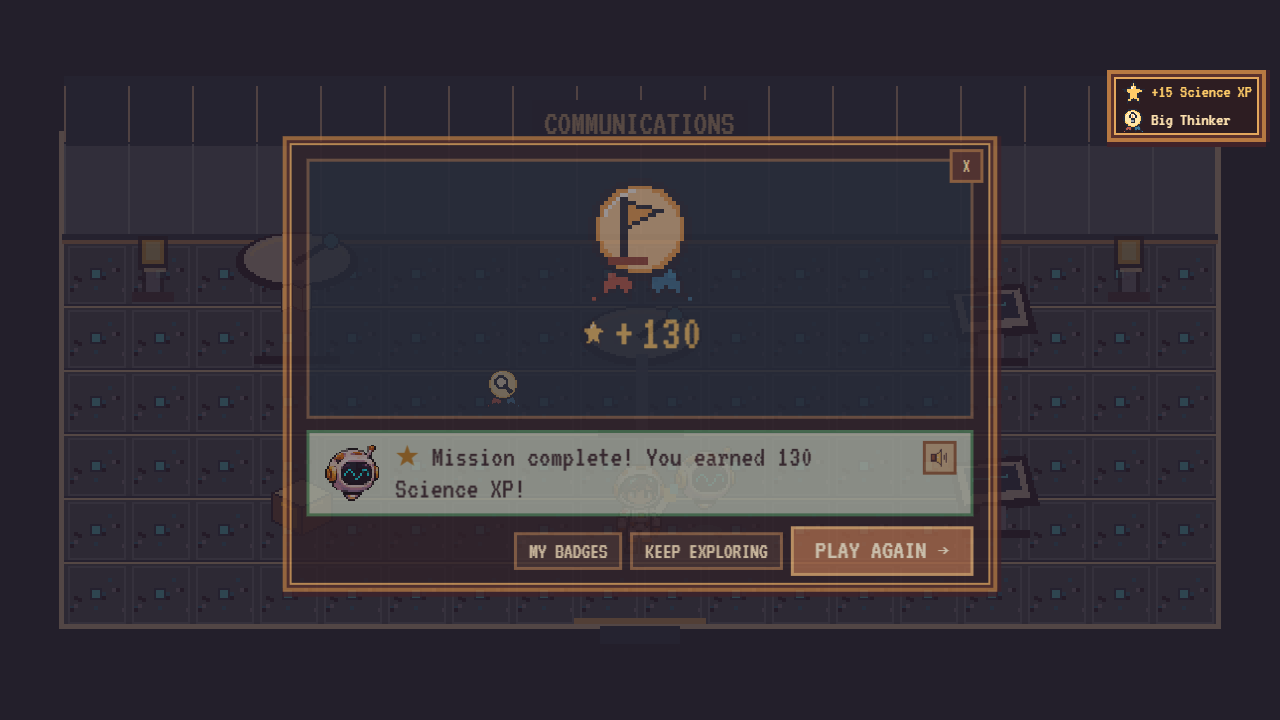 +15 Science XP
Big Thinker
COMMUNICATIONS
X
+130
Mission complete! You earned 130
Science XP!
MY BADGES
KEEP EXPLORING
PLAY AGAIN →